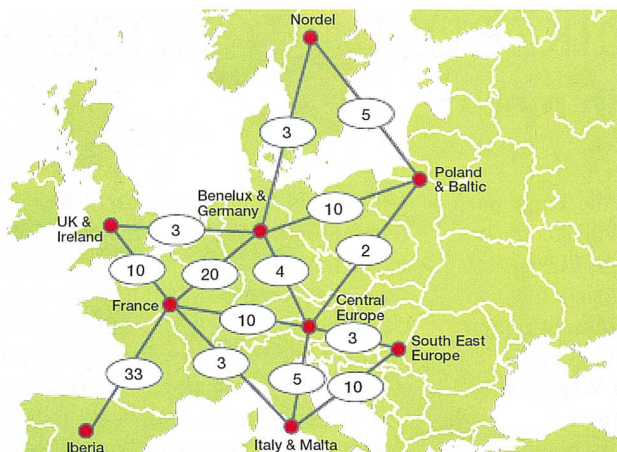 Nordel
3
5
Poland
& Baltic
Benelux &
Germany
10
UK &
Ireland
3
2
10
20
4
France
10
Central
Europe
3
South East
Europe
33
3
5
10
Iberia
Italy & Malta